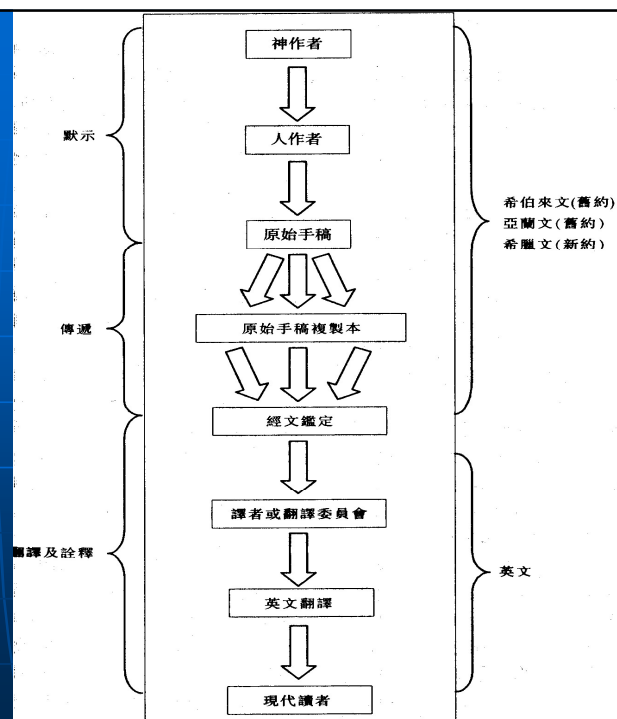 神作者
默示
人作者
希伯來文(舊約)
亞蘭文(舊約)
希臘文(新約)
原始手稿
傳遞
原始手稿複製本
經文鑑定
譯者或翻譯委員會
翻譯及詮釋
英文
英文翻譯
現代讀者